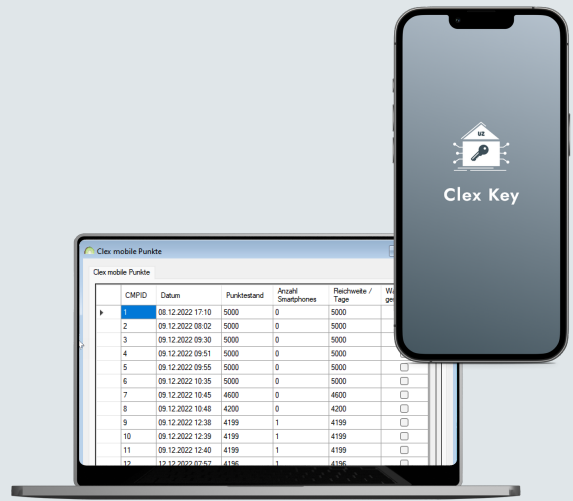 UZ
Clex Key
Clex mobile Punkte
Clex mobile Punkte
CMPID Datum Punktestand Anzahl Smartphones Reichweite / Tage
1 08.12.2022 17:10 5000 0 5000
2 09.12.2022 08:02 5000 0 5000
3 09.12.2022 09:30 5000 0 5000
4 09.12.2022 09:51 5000 0 5000
5 09.12.2022 09:55 5000 0 5000
6 09.12.2022 10:35 5000 0 5000
7 09.12.2022 10:45 4600 0 4600
8 09.12.2022 10:48 4200 0 4200
9 09.12.2022 12:38 4199 1 4199
10 09.12.2022 12:39 4199 1 4199
11 09.12.2022 12:40 4199 1 4199
12 12.12.2022 07:57 4196 1 4196